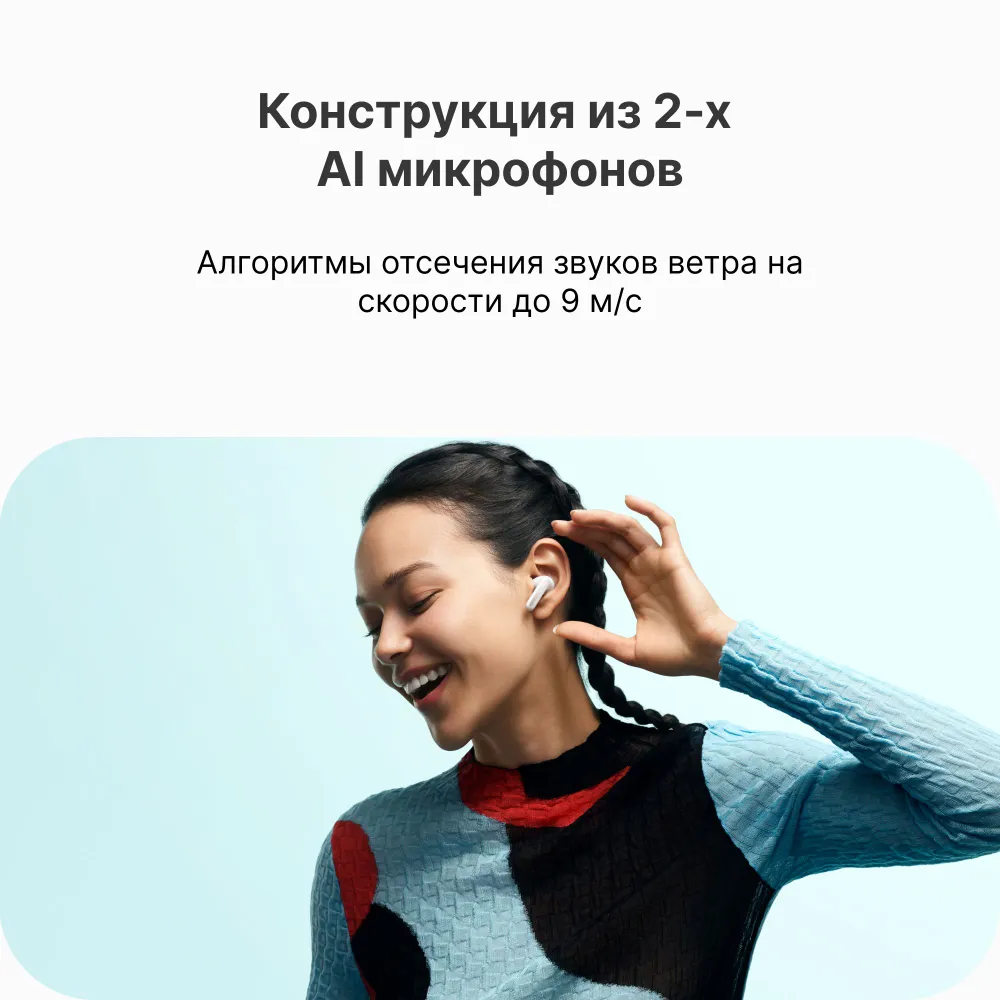 Конструкция из 2-х
AI микрофонов
Алгоритмы отсечения звуков ветра на
скорости до 9 м/с